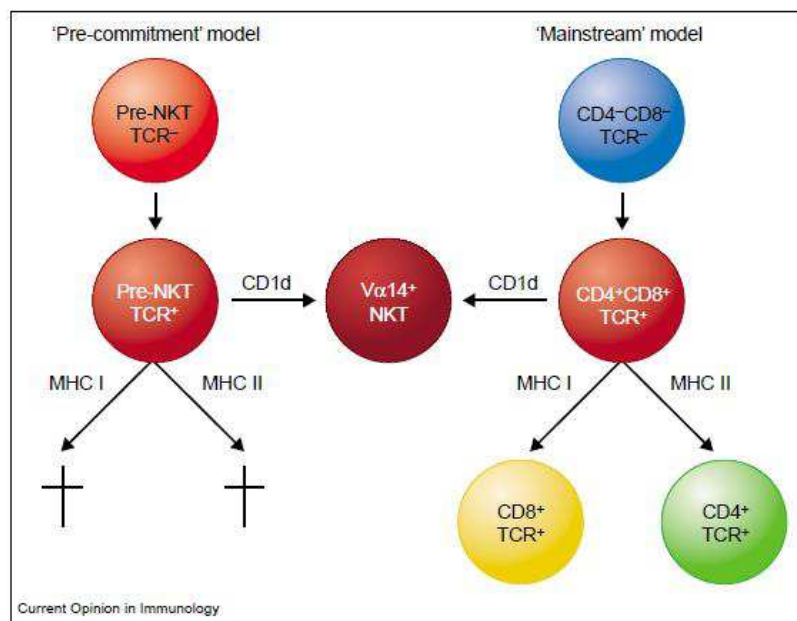 ‘Pre-commitment’ model
‘Mainstream’ model
Pre-NKT
TCR⁻
CD4⁻CD8⁻
TCR⁻
Pre-NKT
TCR⁺
CD1d
Vα14⁺
NKT
CD1d
CD4⁺CD8⁺
TCR⁺
MHC I
MHC II
MHC I
MHC II
CD8⁺
TCR⁺
CD4⁺
TCR⁺
Current Opinion in Immunology